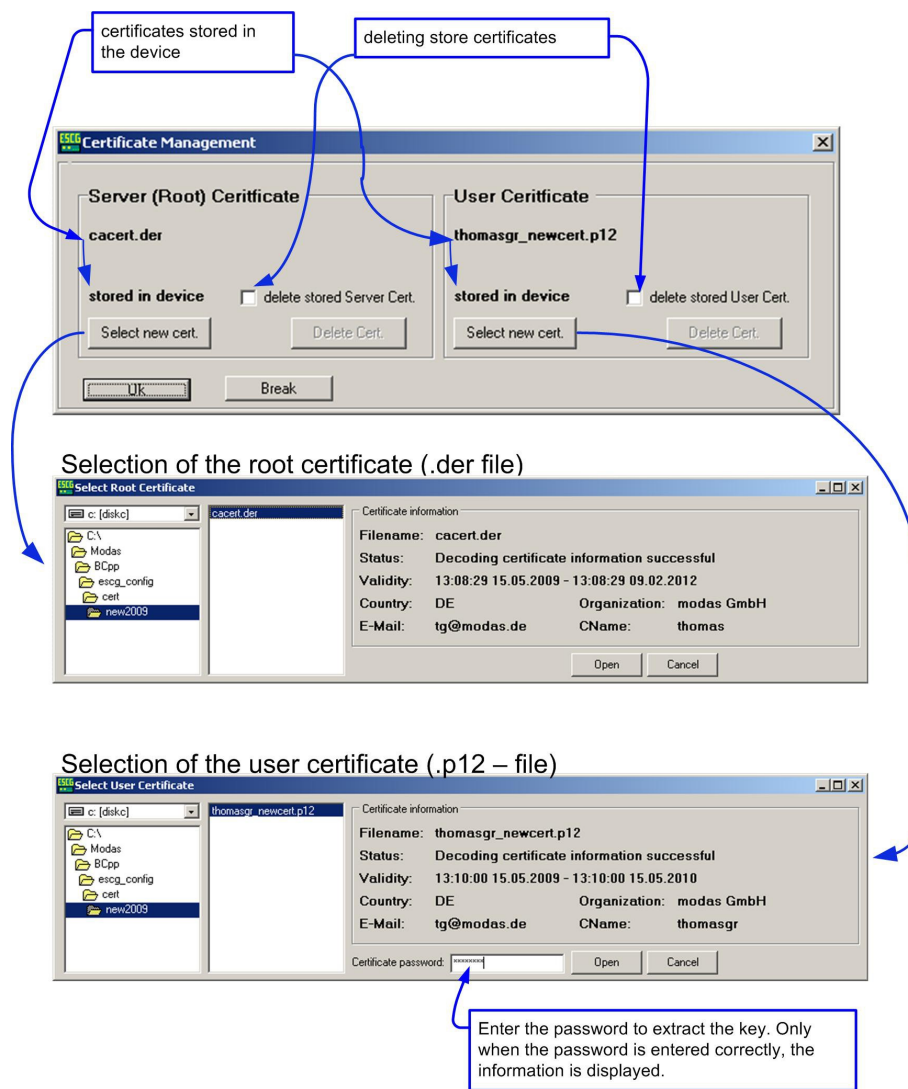 certificates stored in
the device
deleting store certificates
ESCG
Certificate Management
Server (Root) Ceritficate
cacert.der
stored in device
delete stored Server Cert.
Select new cert.
Delete Cert.
User Ceritficate
thomasgr_newcert.p12
stored in device
delete stored User Cert.
Select new cert.
Delete Cert.
Ok
Break
Selection of the root certificate (.der file)
ESCG
Select Root Certificate
c: [diskc]
C:\
Modas
BCpp
escg_config
cert
new2009
cacert.der
Certificate information
Filename: cacert.der
Status: Decoding certificate information successful
Validity: 13:08:29 15.05.2009 - 13:08:29 09.02.2012
Country: DE Organization: modas GmbH
E-Mail: tg@modas.de CName: thomas
Open Cancel
Selection of the user certificate (.p12 – file)
ESCG
Select User Certificate
c: [diskc]
C:\
Modas
BCpp
escg_config
cert
new2009
thomasgr_newcert.p12
Certificate information
Filename: thomasgr_newcert.p12
Status: Decoding certificate information successful
Validity: 13:10:00 15.05.2009 - 13:10:00 15.05.2010
Country: DE Organization: modas GmbH
E-Mail: tg@modas.de CName: thomasgr
Certificate password: ******** Open Cancel
Enter the password to extract the key. Only
when the password is entered correctly, the
information is displayed.